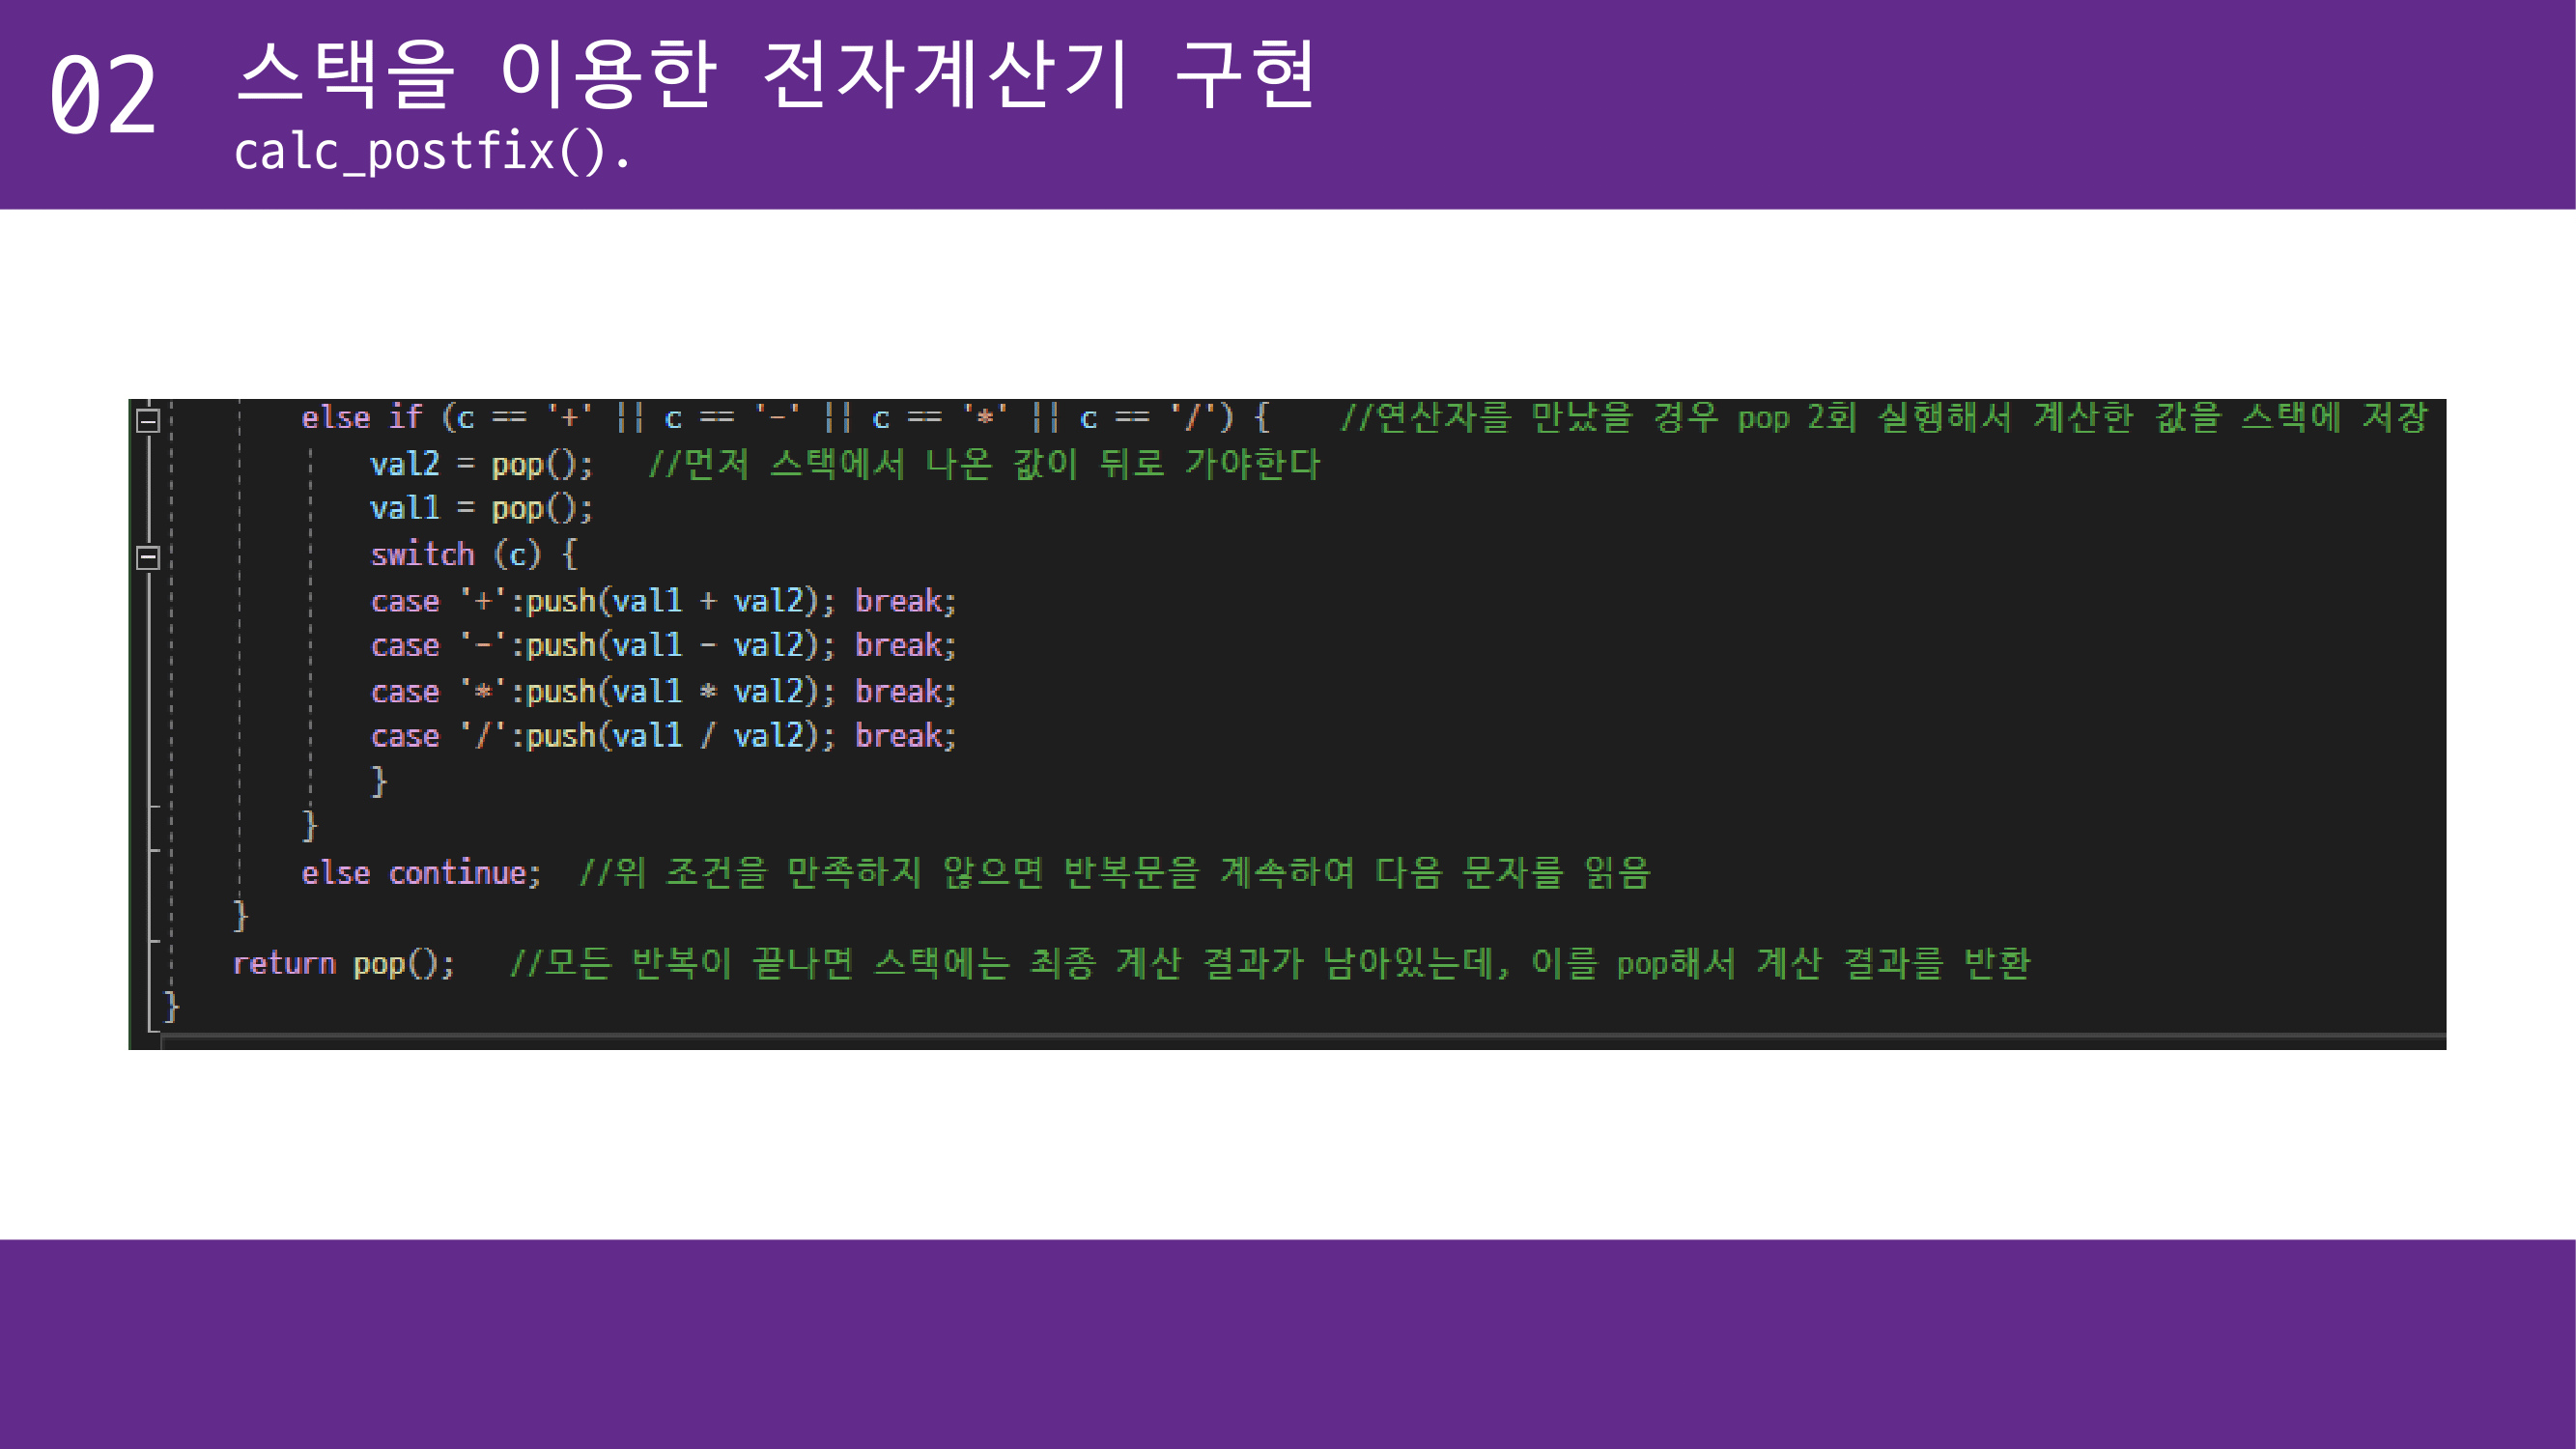 02
스택을 이용한 전자계산기 구현
calc_postfix().
else if (c == '+' || c == '-' || c == '*' || c == '/') {    //연산자를 만났을 경우 pop 2회 실행해서 계산한 값을 스택에 저장
val2 = pop();   //먼저 스택에서 나온 값이 뒤로 가야한다
val1 = pop();
switch (c) {
case '+':push(val1 + val2); break;
case '-':push(val1 - val2); break;
case '*':push(val1 * val2); break;
case '/':push(val1 / val2); break;
}
}
else continue;  //위 조건을 만족하지 않으면 반복문을 계속하여 다음 문자를 읽음
}
return pop();   //모든 반복이 끝나면 스택에는 최종 계산 결과가 남아있는데, 이를 pop해서 계산 결과를 반환
}